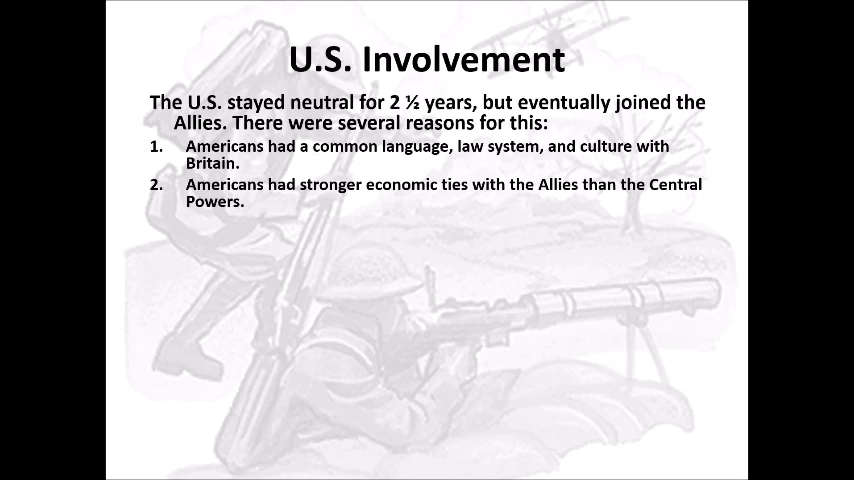 U.S. Involvement
The U.S. stayed neutral for 2 ½ years, but eventually joined the
Allies. There were several reasons for this:
1. Americans had a common language, law system, and culture with
Britain.
2. Americans had stronger economic ties with the Allies than the Central
Powers.